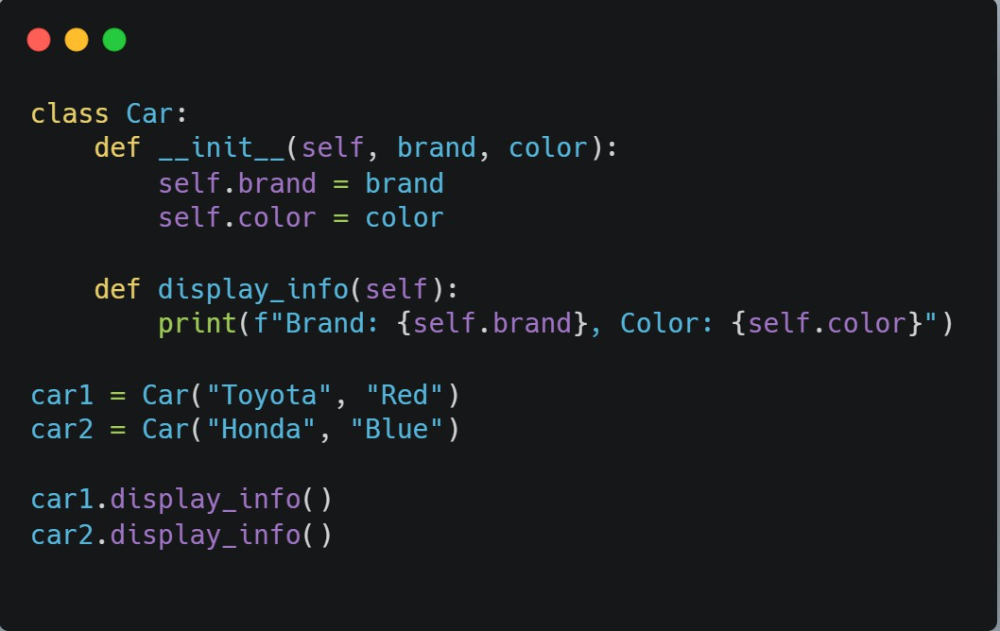 class Car:
    def __init__(self, brand, color):
        self.brand = brand
        self.color = color
    def display_info(self):
        print(f"Brand: {self.brand}, Color: {self.color}")
car1 = Car("Toyota", "Red")
car2 = Car("Honda", "Blue")
car1.display_info()
car2.display_info()